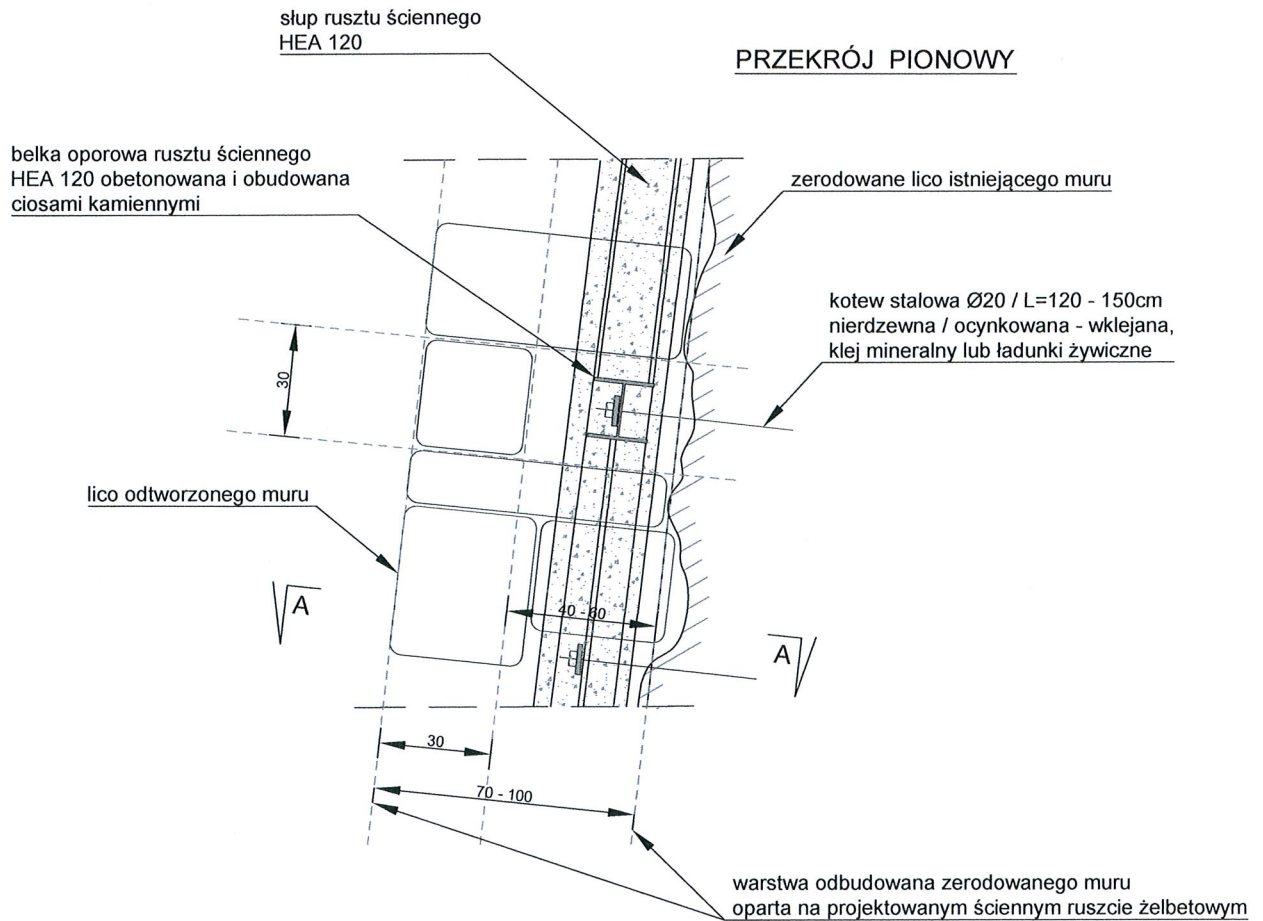 słup rusztu ściennego
HEA 120
PRZEKRÓJ PIONOWY
belka oporowa rusztu ściennego
HEA 120 obetonowana i obudowana
ciosami kamiennymi
zerodowane lico istniejącego muru
kotew stalowa Ø20 / L=120 - 150cm
nierdzewna / ocynkowana - wklejana,
klej mineralny lub ładunki żywiczne
30
lico odtworzonego muru
A
40 - 60
A
30
70 - 100
warstwa odbudowana zerodowanego muru
oparta na projektowanym ściennym ruszcie żelbetowym